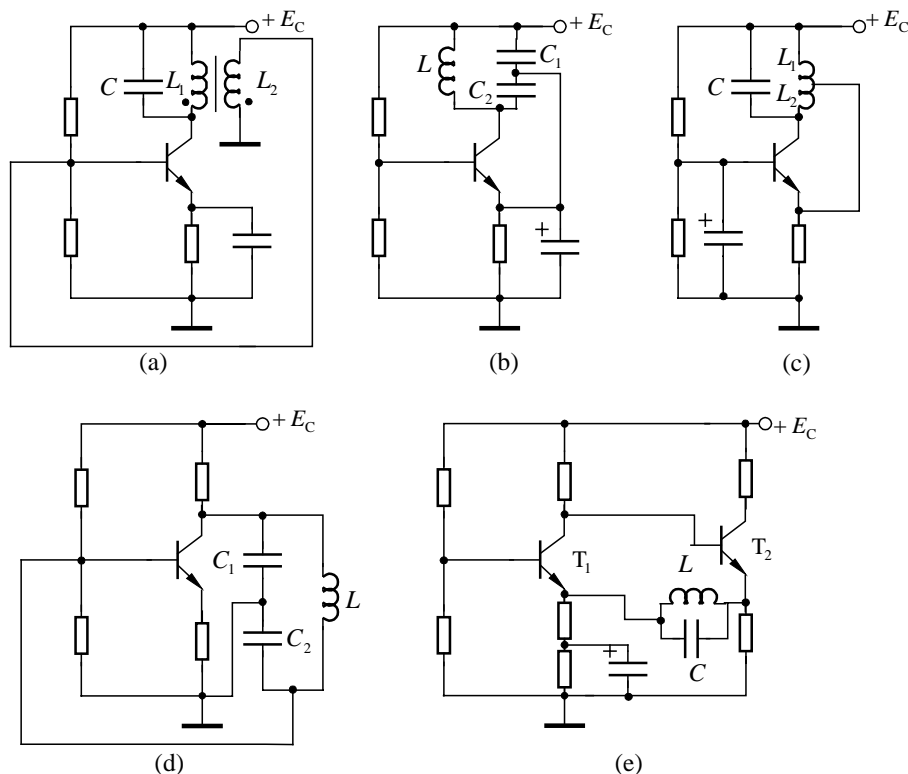 + E_C
+ E_C
+ E_C
C L_1 L_2
L C_1
C_2
C L_1
L_2
+
+
(a) (b) (c)
+ E_C
+ E_C
C_1 L
C_2
T_1 T_2
L
C
+
(d) (e)